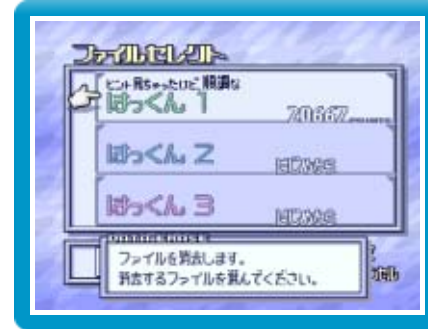 ファイルセレクト
ヒント見ちゃったけど順調な
はっくん 1
20667
はっくん 2
はじめから
はっくん 3
はじめから
ファイルを消去します。
消去するファイルを選んでください。